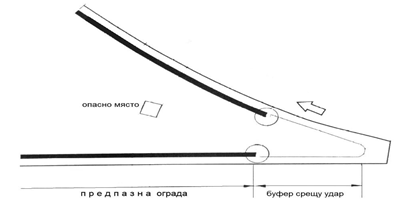 опасно място
предпазна ограда
буфер срещу удар